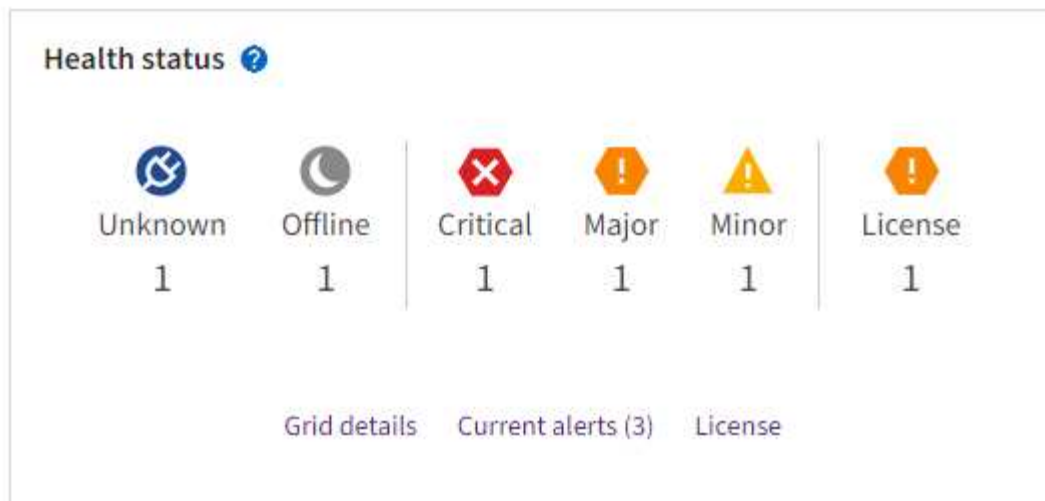 Health status ?
Unknown Offline Critical Major Minor License
1 1 1 1 1 1
Grid details Current alerts (3) License